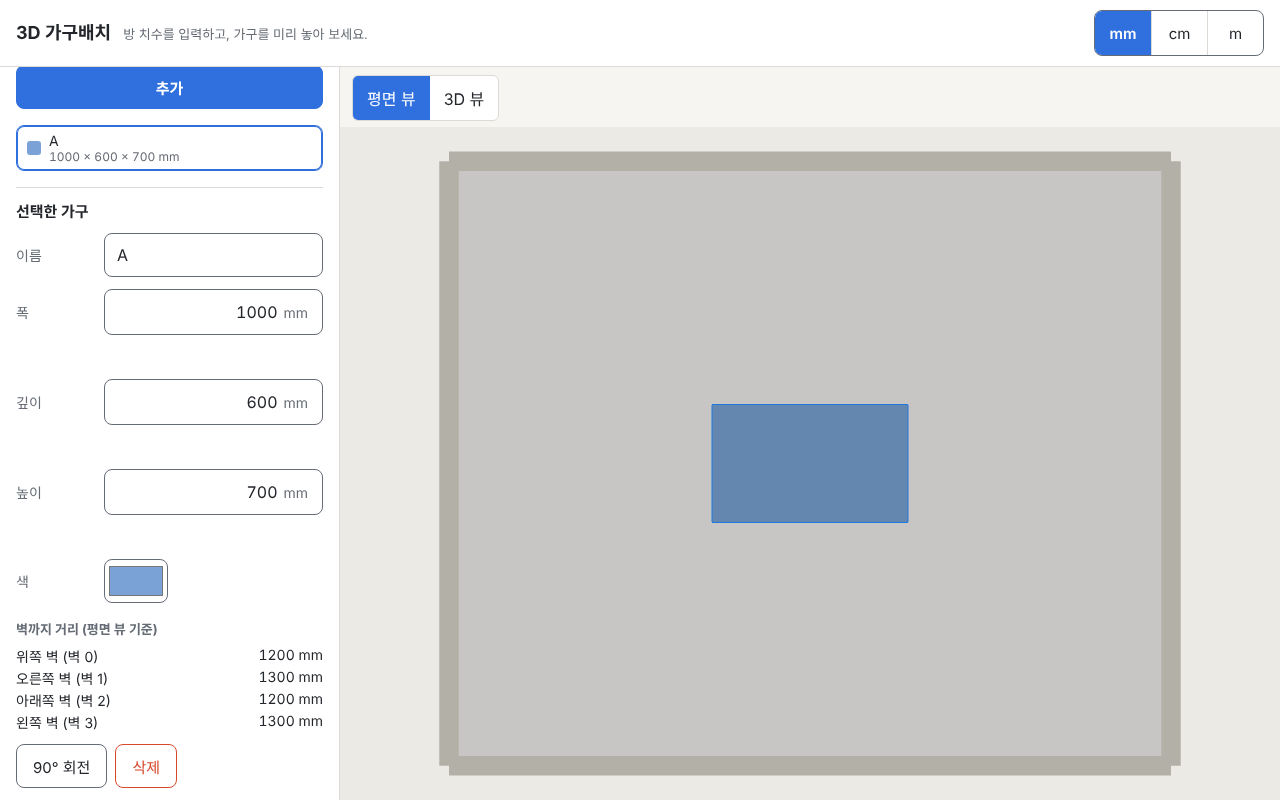 3D 가구배치 방 치수를 입력하고, 가구를 미리 놓아 보세요.
mm cm m
추가
평면 뷰 3D 뷰
A
1000 × 600 × 700 mm
선택한 가구
이름 A
폭 1000 mm
깊이 600 mm
높이 700 mm
색
벽까지 거리 (평면 뷰 기준)
위쪽 벽 (벽 0) 1200 mm
오른쪽 벽 (벽 1) 1300 mm
아래쪽 벽 (벽 2) 1200 mm
왼쪽 벽 (벽 3) 1300 mm
90° 회전 삭제